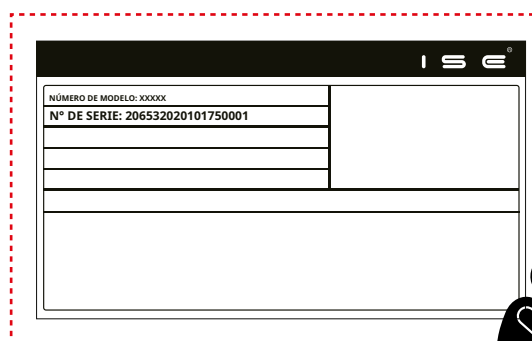 ISE®
NÚMERO DE MODELO: XXXXX
N° DE SERIE: 206532020101750001